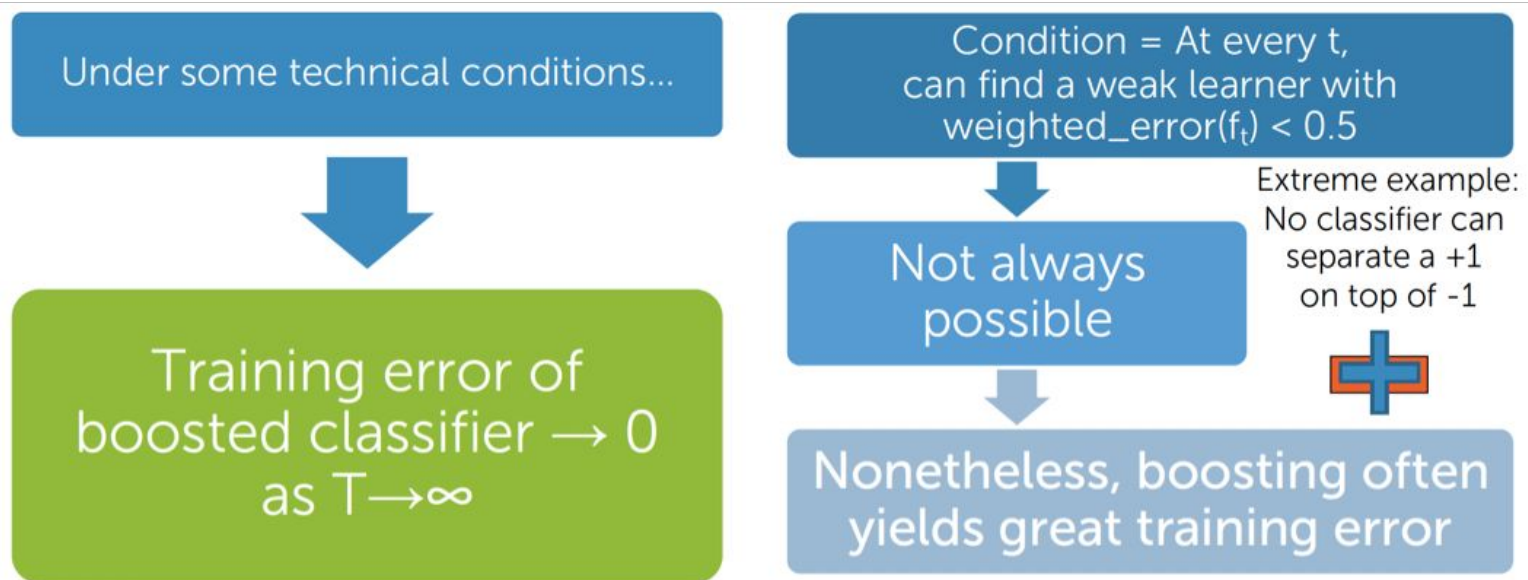 Under some technical conditions...
Training error of
boosted classifier → 0
as T→∞
Condition = At every t,
can find a weak learner with
weighted_error(fₜ) < 0.5
Extreme example:
No classifier can
separate a +1
on top of -1
Not always
possible
Nonetheless, boosting often
yields great training error